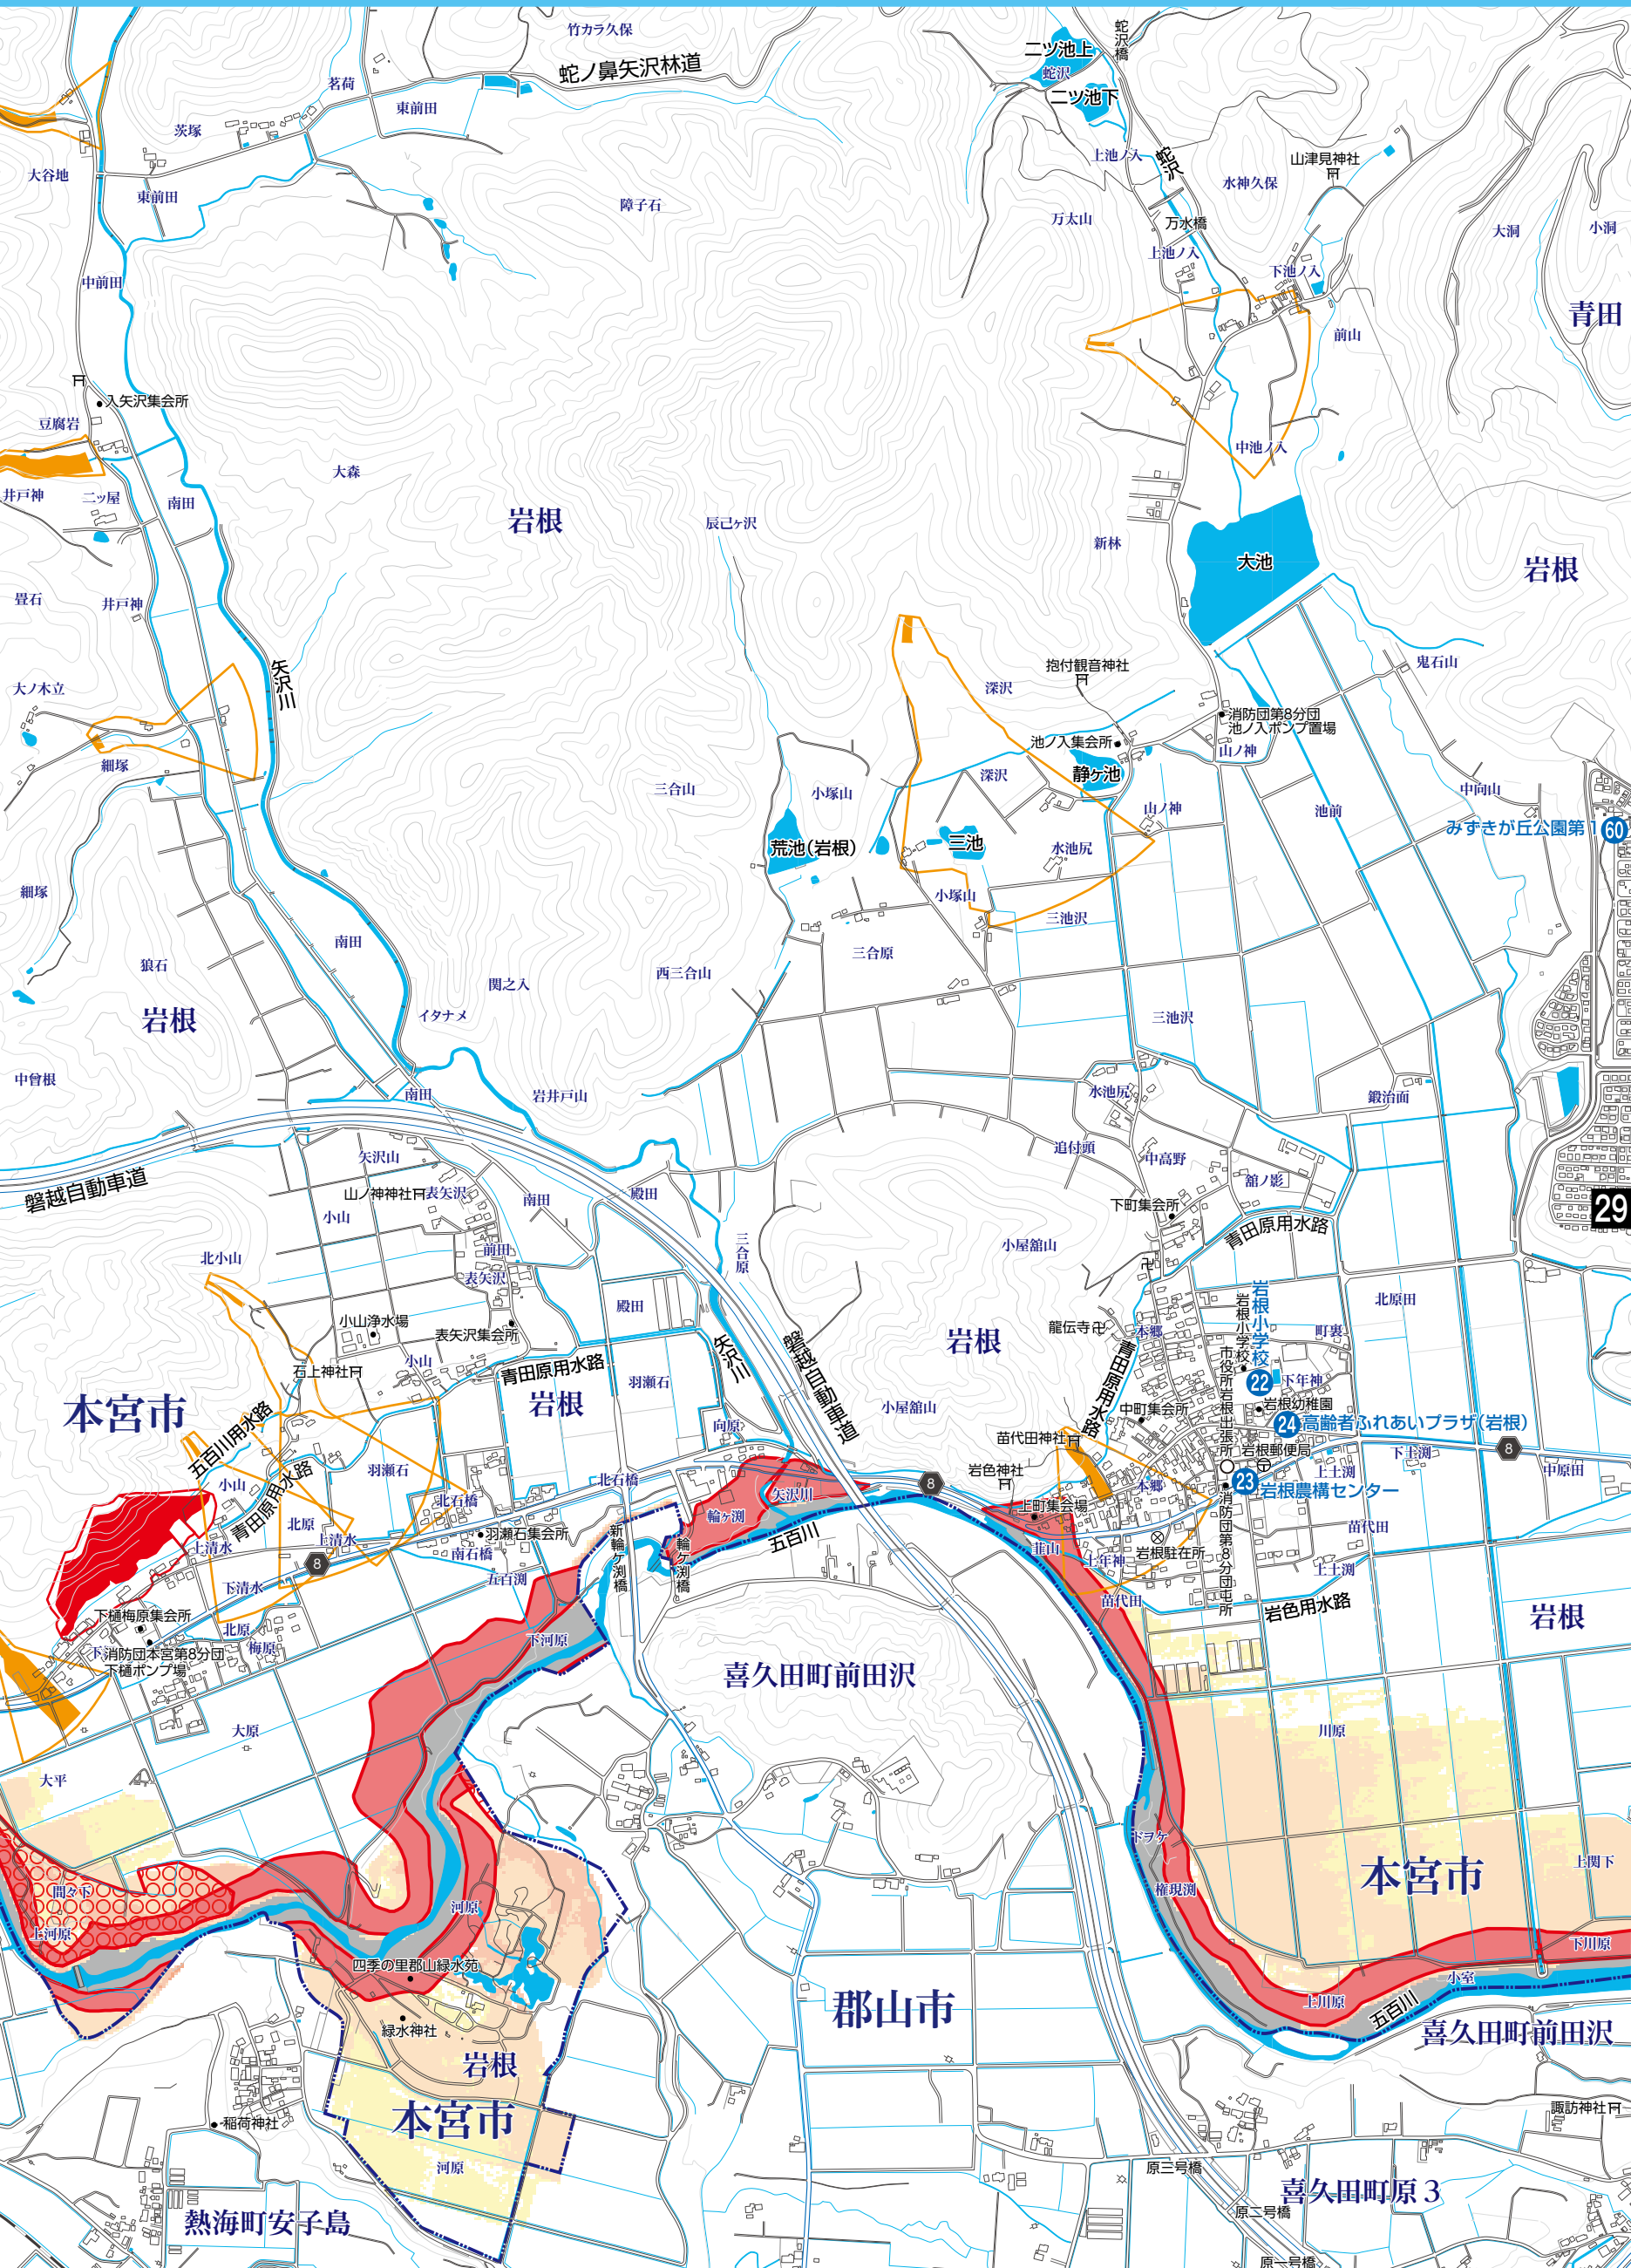 竹カラ久保
蛇ノ鼻矢沢林道
茗荷
東前田
茨塚
大谷地
東前田
障子石
中前田
二ツ池上
蛇沢
二ツ池下
蛇沢橋
上池ノ入
蛇沢
山津見神社
水神久保
万太山
万水橋
上池ノ入
下池ノ入
大洞
小洞
青田
前山
入矢沢集会所
豆腐岩
井戸神
二ッ屋
南田
大森
岩根
辰己ヶ沢
中池ノ入
新林
大池
岩根
畳石
井戸神
大ノ木立
矢沢川
細塚
抱付観音神社
深沢
鬼石山
消防団第8分団
池ノ入ポンプ置場
池ノ入集会所
山ノ神
静ヶ池
深沢
三合山
小塚山
山ノ神
池前
中向山
みずきが丘公園第1
60
荒池(岩根)
三池
水池尻
細塚
小塚山
三池沢
南田
三合原
狼石
関之入
西三合山
岩根
イタナメ
三池沢
中曾根
南田
岩井戸山
水池尻
鍛治面
磐越自動車道
矢沢山
追付頭
中高野
舘ノ影
山ノ神神社
表矢沢
南田
殿田
小山
下町集会所
29
青田原用水路
前田
三合原
小屋舘山
北小山
表矢沢
殿田
岩根小学校
岩根小学校
北原田
小山浄水場
表矢沢集会所
龍伝寺
本郷
町裏
岩根
石上神社
小山
青田原用水路
矢沢川
磐越自動車道
青田原用水路
市役所岩根出張所
22
下年神
羽瀬石
本宮市
五百川用水路
岩根
小屋舘山
中町集会所
岩根幼稚園
24
高齢者ふれあいプラザ(岩根)
向原
苗代田神社
岩根郵便局
下土渕
8
羽瀬石
小山
青田原用水路
北石橋
岩色神社
上土渕
中原田
23
岩根農構センター
8
北石橋
矢沢川
本郷
上町集会場
北原
輪ヶ渕
上清水
上清水
羽瀬石集会所
新輪ケ渕橋
輪ケ渕橋
五百川
苗代田
8
南石橋
韮山
上年神
岩根駐在所
消防団第8分団屯所
上土渕
下清水
五百渕
苗代田
岩色用水路
岩根
下樋梅原集会所
北原
梅原
下河原
消防団本宮第8分団
下樋ポンプ場
喜久田町前田沢
大原
川原
大平
ドヲケ
本宮市
上関下
間々下
河原
権現渕
上河原
下川原
四季の里郡山緑水苑
小室
郡山市
上川原
五百川
緑水神社
喜久田町前田沢
岩根
本宮市
稲荷神社
諏訪神社
河原
原三号橋
熱海町安子島
喜久田町原3
原二号橋
原一号橋